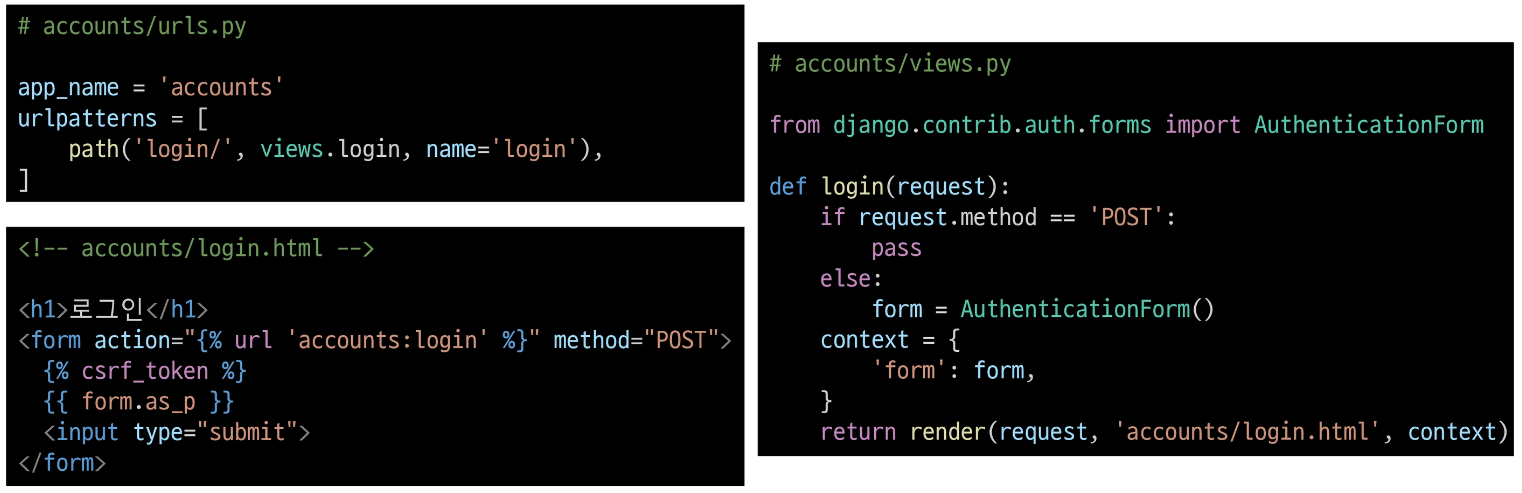 # accounts/urls.py
app_name = 'accounts'
urlpatterns = [
    path('login/', views.login, name='login'),
]
<!-- accounts/login.html -->
<h1>로그인</h1>
<form action="{% url 'accounts:login' %}" method="POST">
  {% csrf_token %}
  {{ form.as_p }}
  <input type="submit">
</form>
# accounts/views.py
from django.contrib.auth.forms import AuthenticationForm
def login(request):
    if request.method == 'POST':
        pass
    else:
        form = AuthenticationForm()
    context = {
        'form': form,
    }
    return render(request, 'accounts/login.html', context)